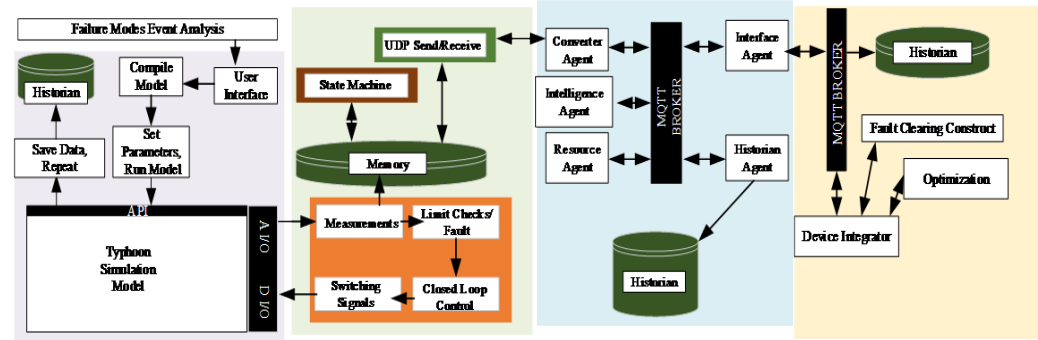 Failure Modes Event Analysis
Historian
Compile
Model
User
Interface
Save Data,
Repeat
Set
Parameters,
Run Model
API
Typhoon
Simulation
Model
A I/O
D I/O
UDP Send/Receive
State Machine
Memory
Measurements
Limit Checks/
Fault
Switching
Signals
Closed Loop
Control
Converter
Agent
Intelligence
Agent
Resource
Agent
MQTT
BROKER
Interface
Agent
Historian
Agent
Historian
MQTT BROKER
Historian
Fault Clearing Construct
Optimization
Device Integrator